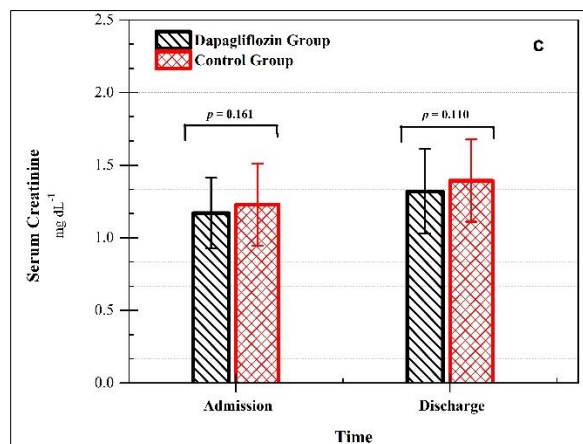 2.5
Dapagliflozin Group
C
Control Group
2.0
p = 0.161
p = 0.110
1.5
Serum Creatinine
mg dL-1
1.0
0.5
0.0
Admission
Discharge
Time